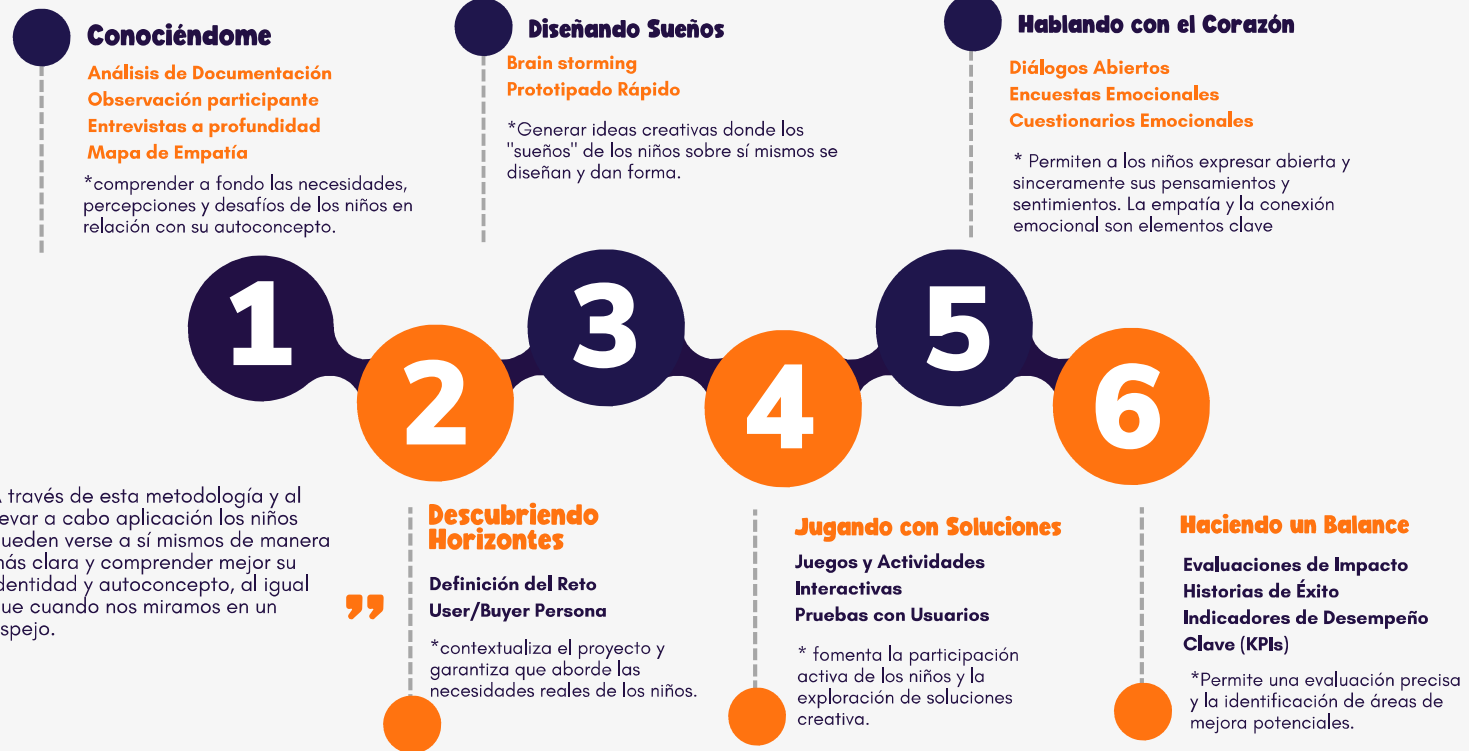 Conociéndome
Análisis de Documentación
Observación participante
Entrevistas a profundidad
Mapa de Empatía
*comprender a fondo las necesidades,
percepciones y desafíos de los niños en
relación con su autoconcepto.
Diseñando Sueños
Brain storming
Prototipado Rápido
*Generar ideas creativas donde los
"sueños" de los niños sobre sí mismos se
diseñan y dan forma.
Hablando con el Corazón
Diálogos Abiertos
Encuestas Emocionales
Cuestionarios Emocionales
* Permiten a los niños expresar abierta y
sinceramente sus pensamientos y
sentimientos. La empatía y la conexión
emocional son elementos clave
1
2
3
4
5
6
través de esta metodología y al
a cabo aplicación los niños
verse a sí mismos de manera
clara y comprender mejor su
y autoconcepto, al igual
cuando nos miramos en un
”
Descubriendo
Horizontes
Definición del Reto
User/Buyer Persona
*contextualiza el proyecto y
garantiza que aborde las
necesidades reales de los niños.
Jugando con Soluciones
Juegos y Actividades
Interactivas
Pruebas con Usuarios
* fomenta la participación
activa de los niños y la
exploración de soluciones
creativa.
Haciendo un Balance
Evaluaciones de Impacto
Historias de Éxito
Indicadores de Desempeño
Clave (KPIs)
*Permite una evaluación precisa
y la identificación de áreas de
mejora potenciales.